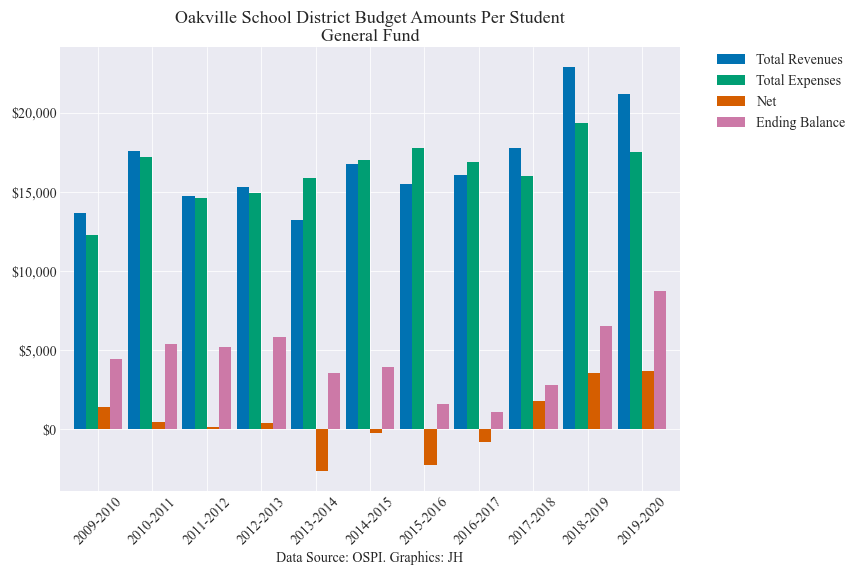 Oakville School District Budget Amounts Per Student
General Fund
Total Revenues
Total Expenses
Net
Ending Balance
$20,000
$15,000
$10,000
$5,000
$0
2009-2010
2010-2011
2011-2012
2012-2013
2013-2014
2014-2015
2015-2016
2016-2017
2017-2018
2018-2019
2019-2020
Data Source: OSPI. Graphics: JH